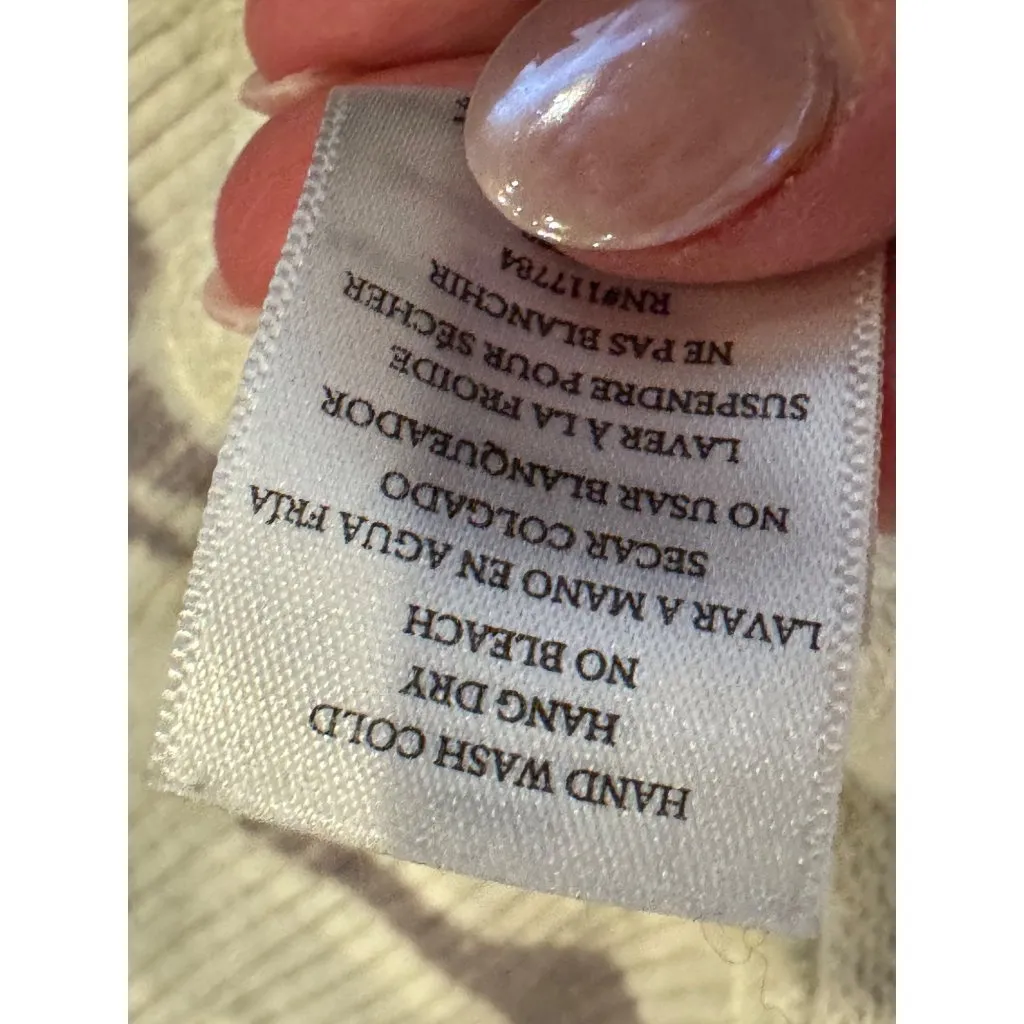 HAND WASH COLD
HANG DRY
NO BLEACH
LAVAR A MANO EN AGUA FRÍA
SECAR COLGADO
NO USAR BLANQUEADOR
LAVER À LA FROIDE
SUSPENDRE POUR SÉCHER
NE PAS BLANCHIR
RN#117784